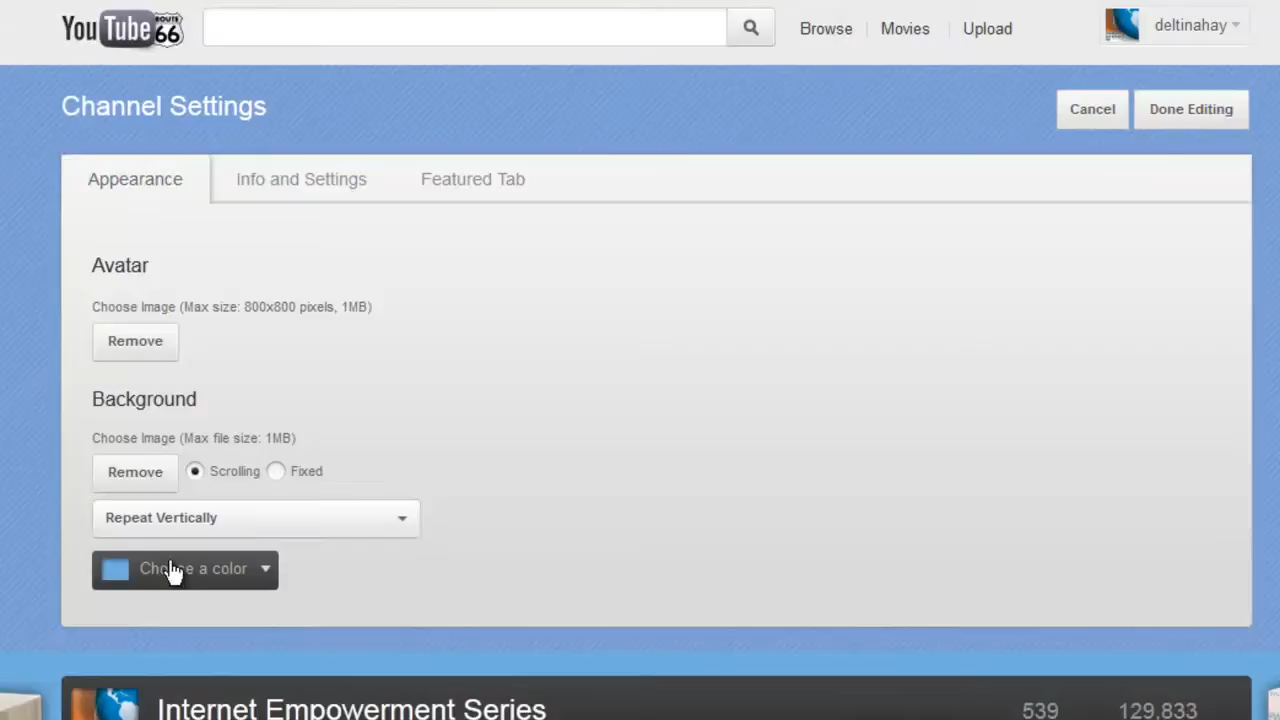 YouTube ROUTE 66
Browse Movies Upload deltinahay
Channel Settings
Cancel Done Editing
Appearance Info and Settings Featured Tab
Avatar
Choose Image (Max size: 800x800 pixels, 1MB)
Remove
Background
Choose Image (Max file size: 1MB)
Remove Scrolling Fixed
Repeat Vertically
Choose a color
Internet Empowerment Series 539 129,833